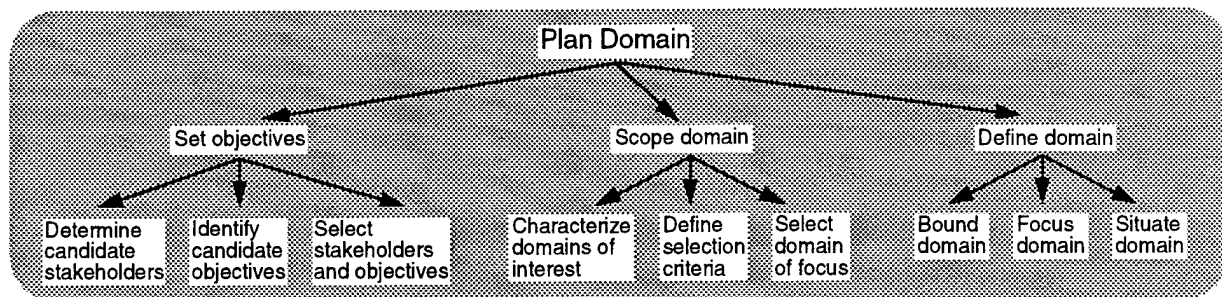 Plan Domain
Set objectives
Scope domain
Define domain
Determine
candidate
stakeholders
Identify
candidate
objectives
Select
stakeholders
and objectives
Characterize
domains of
interest
Define
selection
criteria
Select
domain
of focus
Bound
domain
Focus
domain
Situate
domain